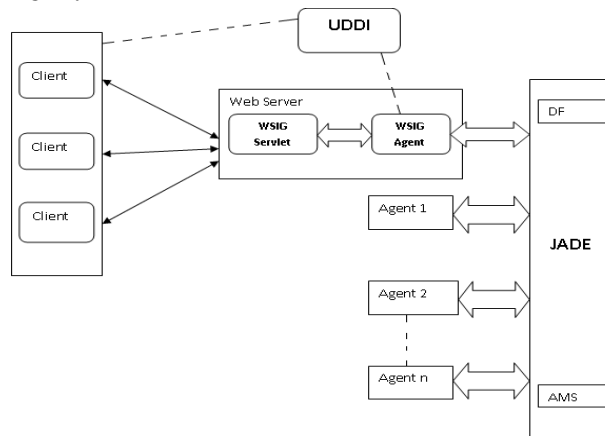 UDDI
Client
Client
Client
Web Server
WSIG
Servlet
WSIG
Agent
DF
Agent 1
JADE
Agent 2
Agent n
AMS